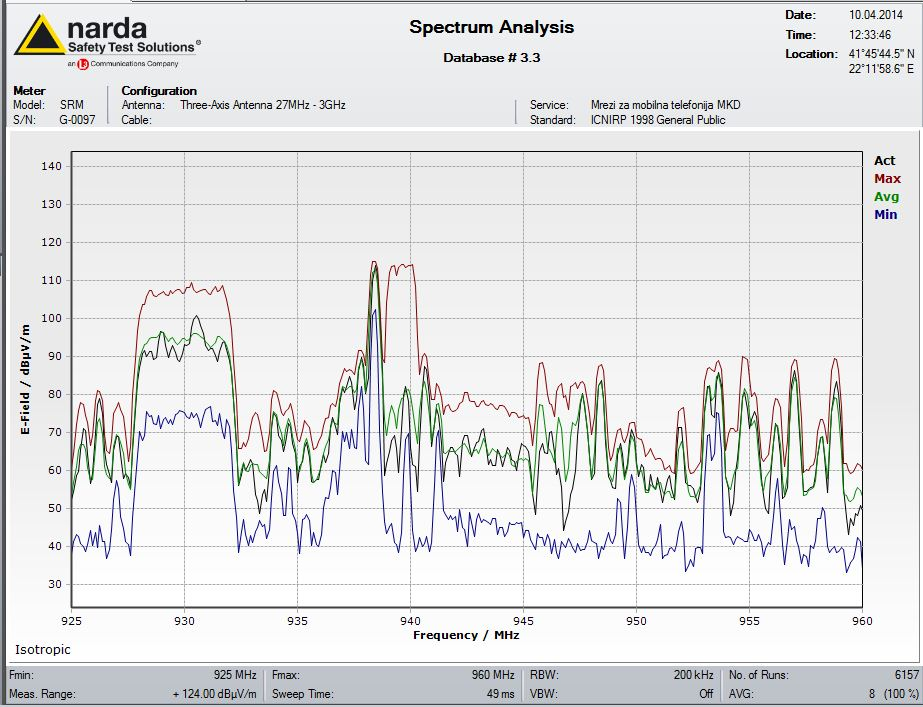 narda
Safety Test Solutions®
an L3 Communications Company
Spectrum Analysis
Database # 3.3
Date: 10.04.2014
Time: 12:33:46
Location: 41°45'44.5" N
22°11'58.6" E
Meter
Model: SRM
S/N: G-0097
Configuration
Antenna: Three-Axis Antenna 27MHz - 3GHz
Cable:
Service: Mrezi za mobilna telefonija MKD
Standard: ICNIRP 1998 General Public
Act
Max
Avg
Min
E-Field / dBµV/m
140
130
120
110
100
90
80
70
60
50
40
30
925 930 935 940 945 950 955 960
Frequency / MHz
Isotropic
Fmin: 925 MHz Fmax: 960 MHz RBW: 200 kHz No. of Runs: 6157
Meas. Range: + 124.00 dBµV/m Sweep Time: 49 ms VBW: Off AVG: 8 (100 %)